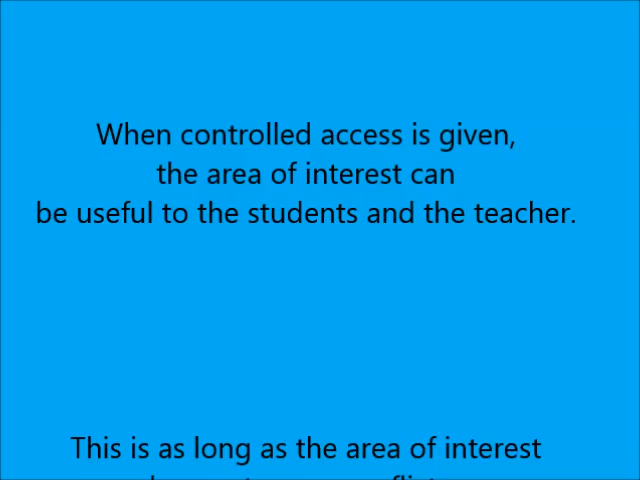 When controlled access is given,
the area of interest can
be useful to the students and the teacher.
This is as long as the area of interest